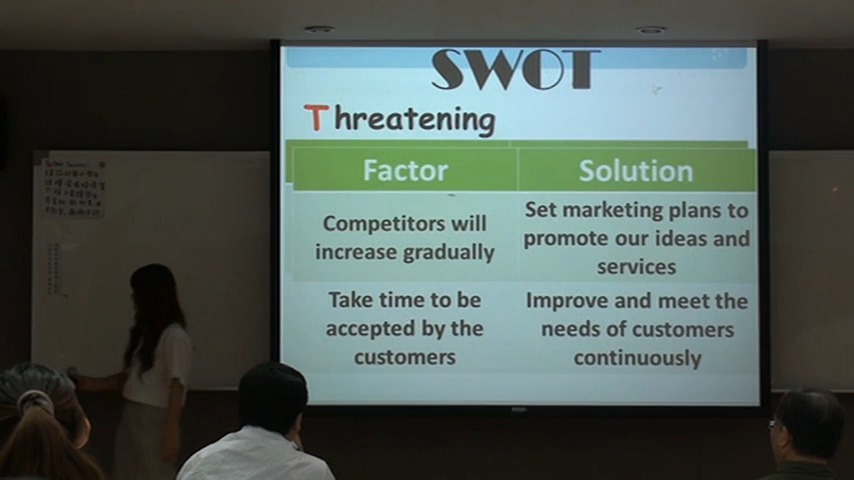 SWOT
Threatening
Factor
Solution
Competitors will
increase gradually
Set marketing plans to
promote our ideas and
services
Take time to be
accepted by the
customers
Improve and meet the
needs of customers
continuously